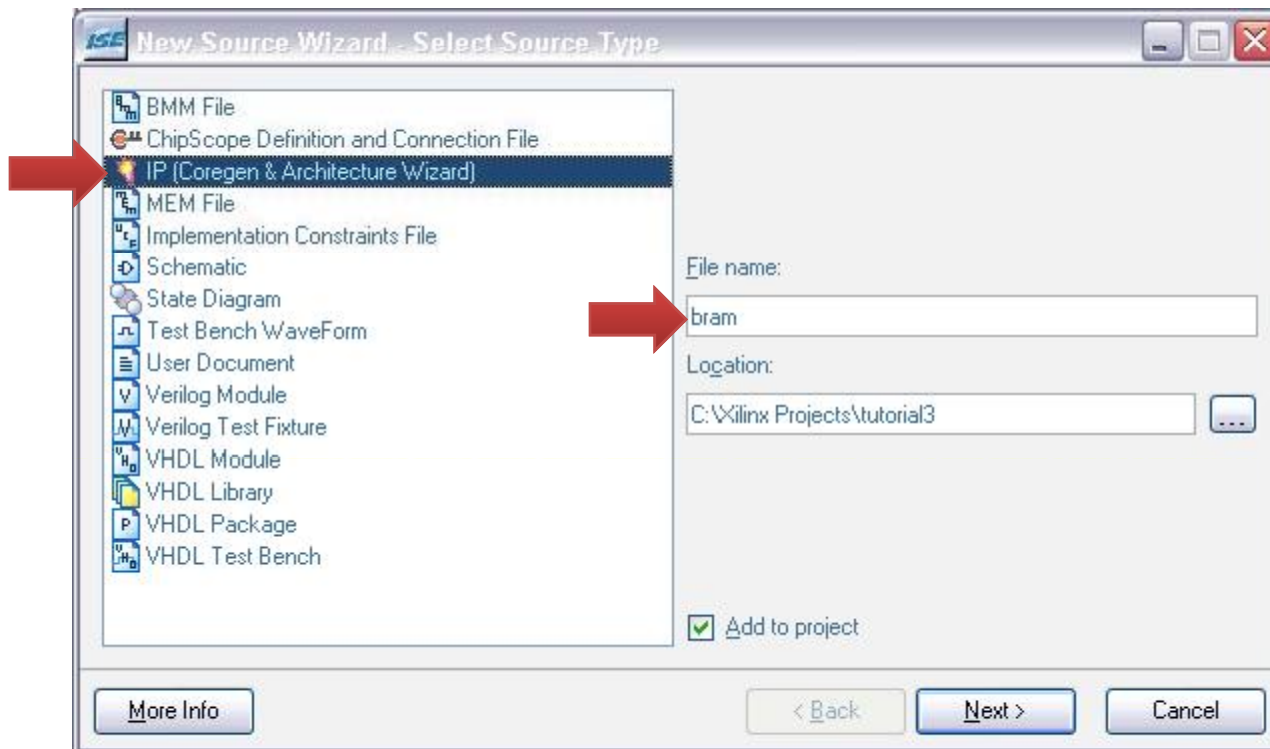 ISE New Source Wizard - Select Source Type
BMM File
ChipScope Definition and Connection File
IP (Coregen & Architecture Wizard)
MEM File
Implementation Constraints File
Schematic
State Diagram
Test Bench WaveForm
User Document
Verilog Module
Verilog Test Fixture
VHDL Module
VHDL Library
VHDL Package
VHDL Test Bench
File name:
bram
Location:
C:\Xilinx Projects\tutorial3
...
Add to project
More Info
< Back
Next >
Cancel